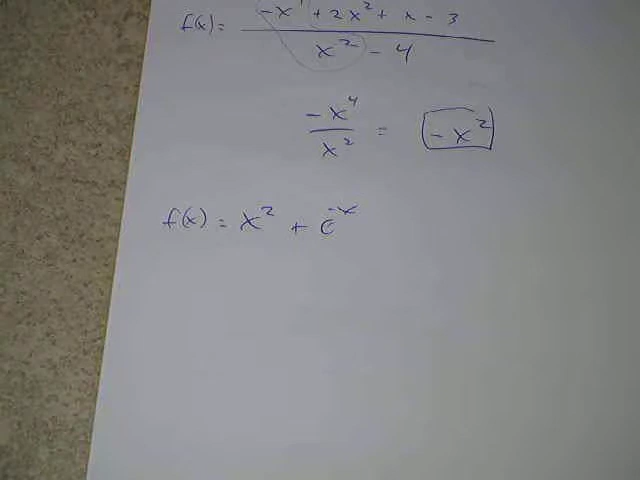 f(x) = (-x⁴ + 2x² + x - 3) / (x² - 4)
-x⁴ / x² = -x²
f(x) = x² + e^(-x)